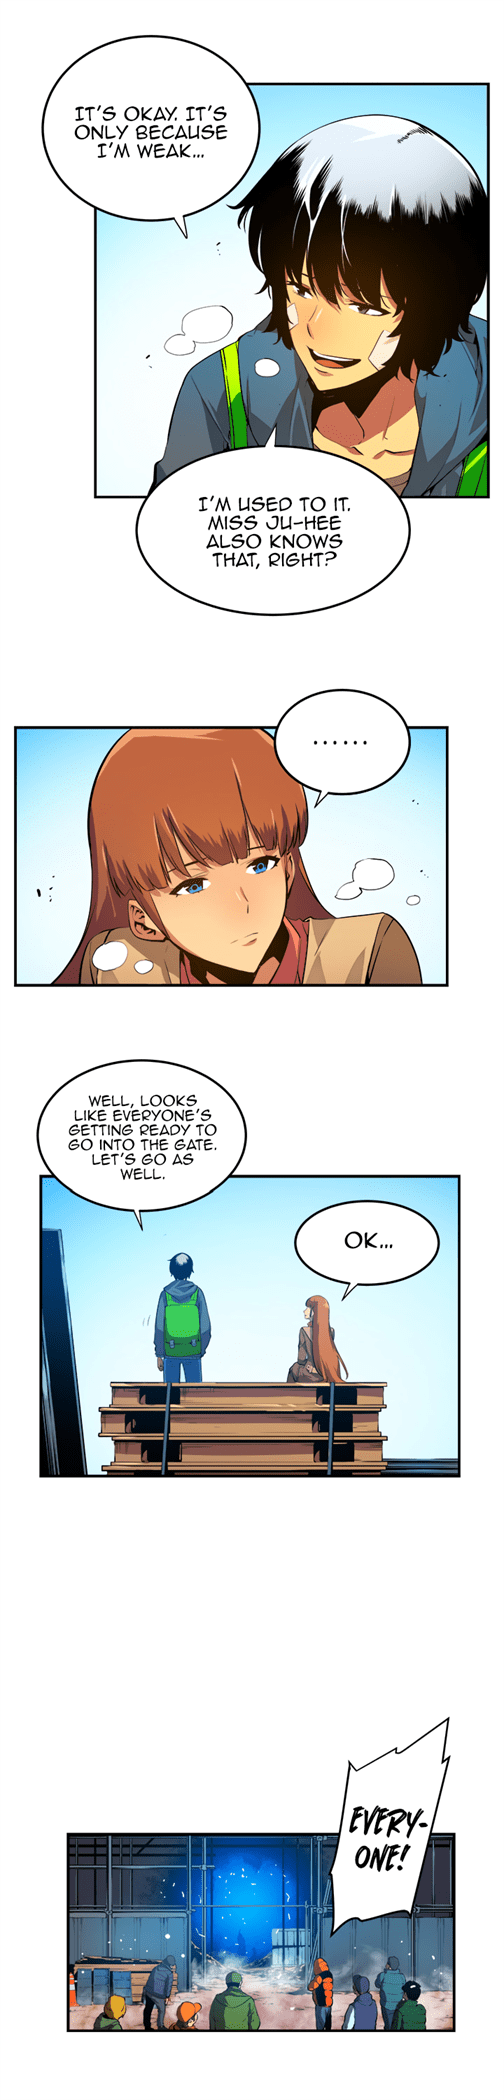 IT'S OKAY. IT'S
ONLY BECAUSE
I'M WEAK...
I'M USED TO IT.
MISS JU-HEE
ALSO KNOWS
THAT, RIGHT?
......
WELL, LOOKS
LIKE EVERYONE'S
GETTING READY TO
GO INTO THE GATE.
LET'S GO AS
WELL.
OK...
EVERY-
ONE!